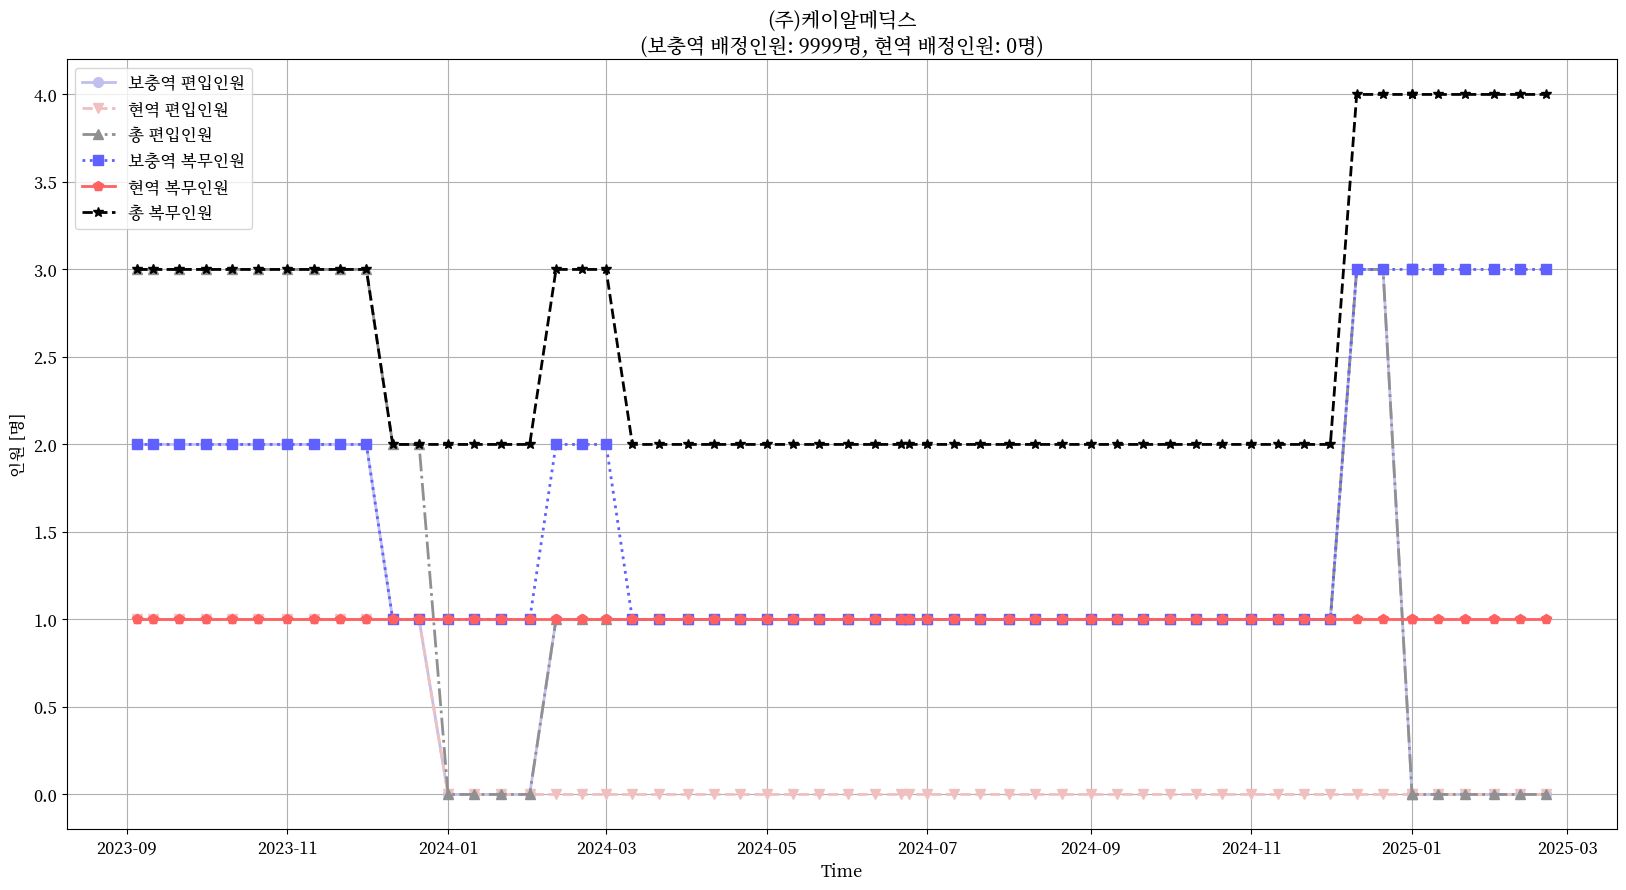 (주)케이알메딕스
(보충역 배정인원: 9999명, 현역 배정인원: 0명)
보충역 편입인원
현역 편입인원
총 편입인원
보충역 복무인원
현역 복무인원
총 복무인원
4.0
3.5
3.0
2.5
2.0
1.5
1.0
0.5
0.0
인원 [명]
2023-09 2023-11 2024-01 2024-03 2024-05 2024-07 2024-09 2024-11 2025-01 2025-03
Time